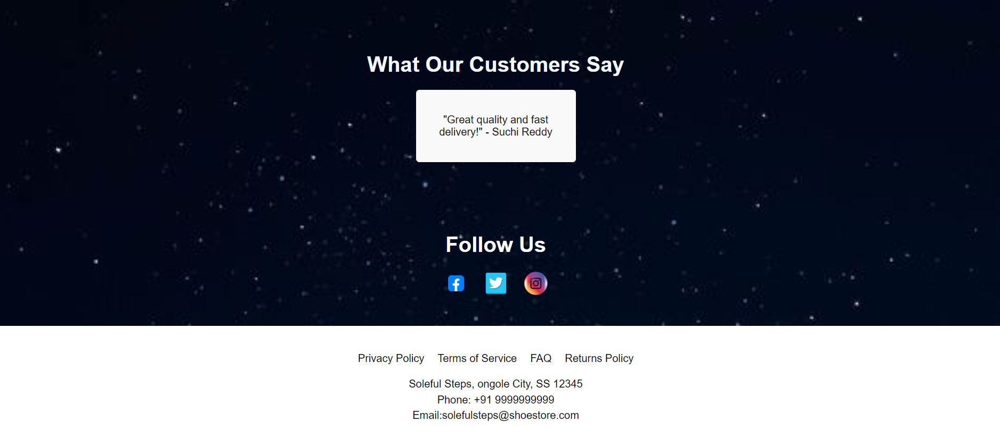 What Our Customers Say
"Great quality and fast
delivery!" - Suchi Reddy
Follow Us
Privacy Policy Terms of Service FAQ Returns Policy
Soleful Steps, ongole City, SS 12345
Phone: +91 9999999999
Email:solefulsteps@shoestore.com